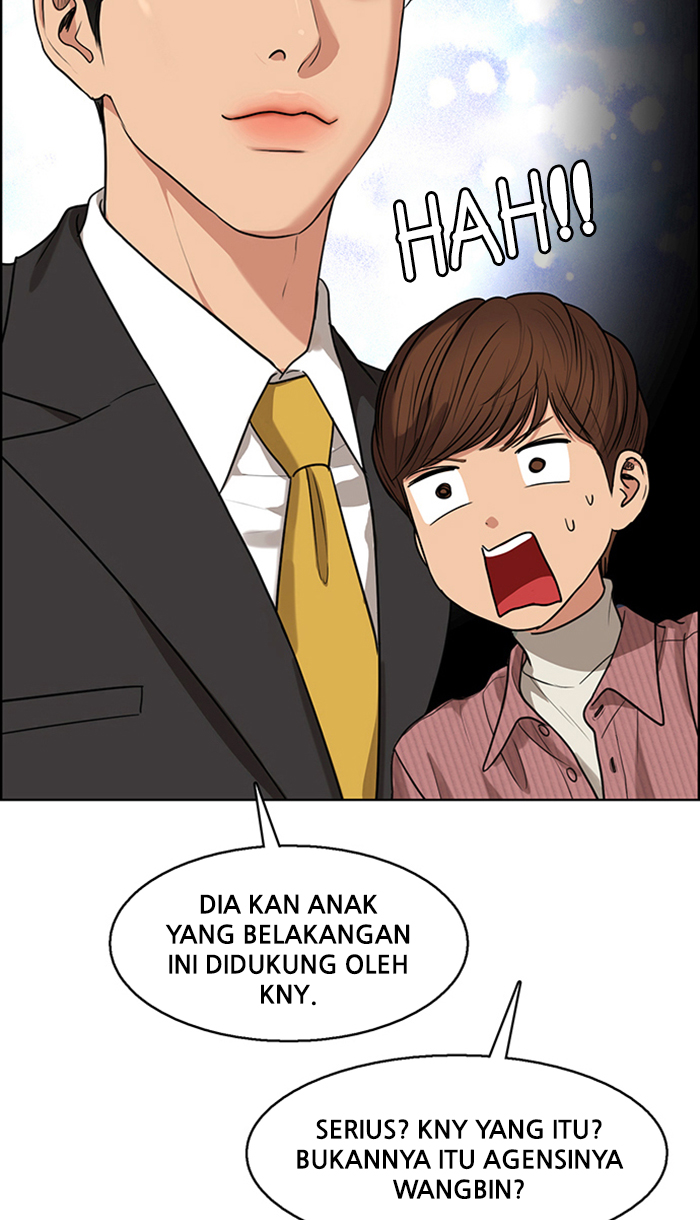 HAH!!
DIA KAN ANAK
YANG BELAKANGAN
INI DIDUKUNG OLEH
KNY.
SERIUS? KNY YANG ITU?
BUKANNYA ITU AGENSINYA
WANGBIN?